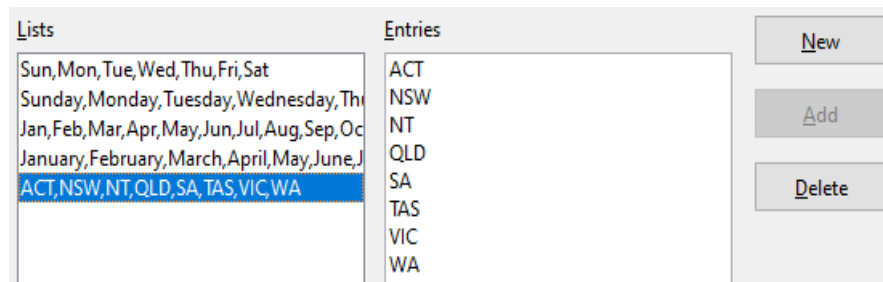 Lists
Sun,Mon,Tue,Wed,Thu,Fri,Sat
Sunday,Monday,Tuesday,Wednesday,Thu
Jan,Feb,Mar,Apr,May,Jun,Jul,Aug,Sep,Oc
January,February,March,April,May,June,J
ACT,NSW,NT,QLD,SA,TAS,VIC,WA
Entries
ACT
NSW
NT
QLD
SA
TAS
VIC
WA
New
Add
Delete